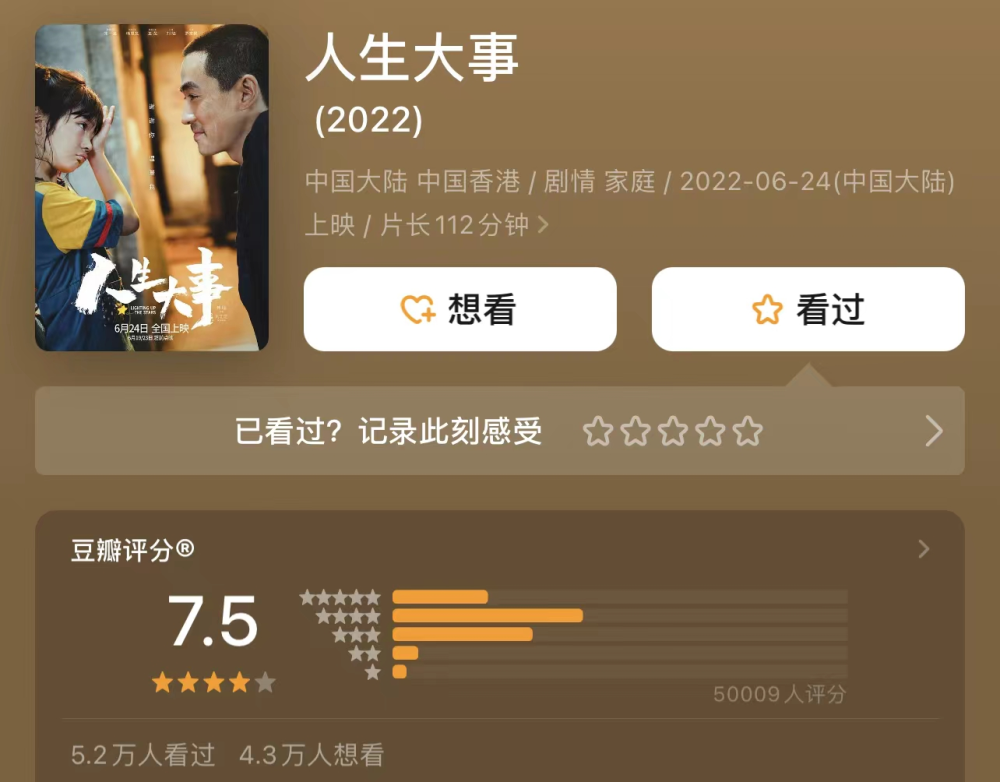 人生大事
(2022)
中国大陆 中国香港 / 剧情 家庭 / 2022-06-24(中国大陆)
上映 / 片长112分钟
人生大事
LIGHTING UP
THE STARS
6月24日 全国上映
想看
看过
已看过? 记录此刻感受
豆瓣评分®
7.5
50009人评分
5.2万人看过 4.3万人想看